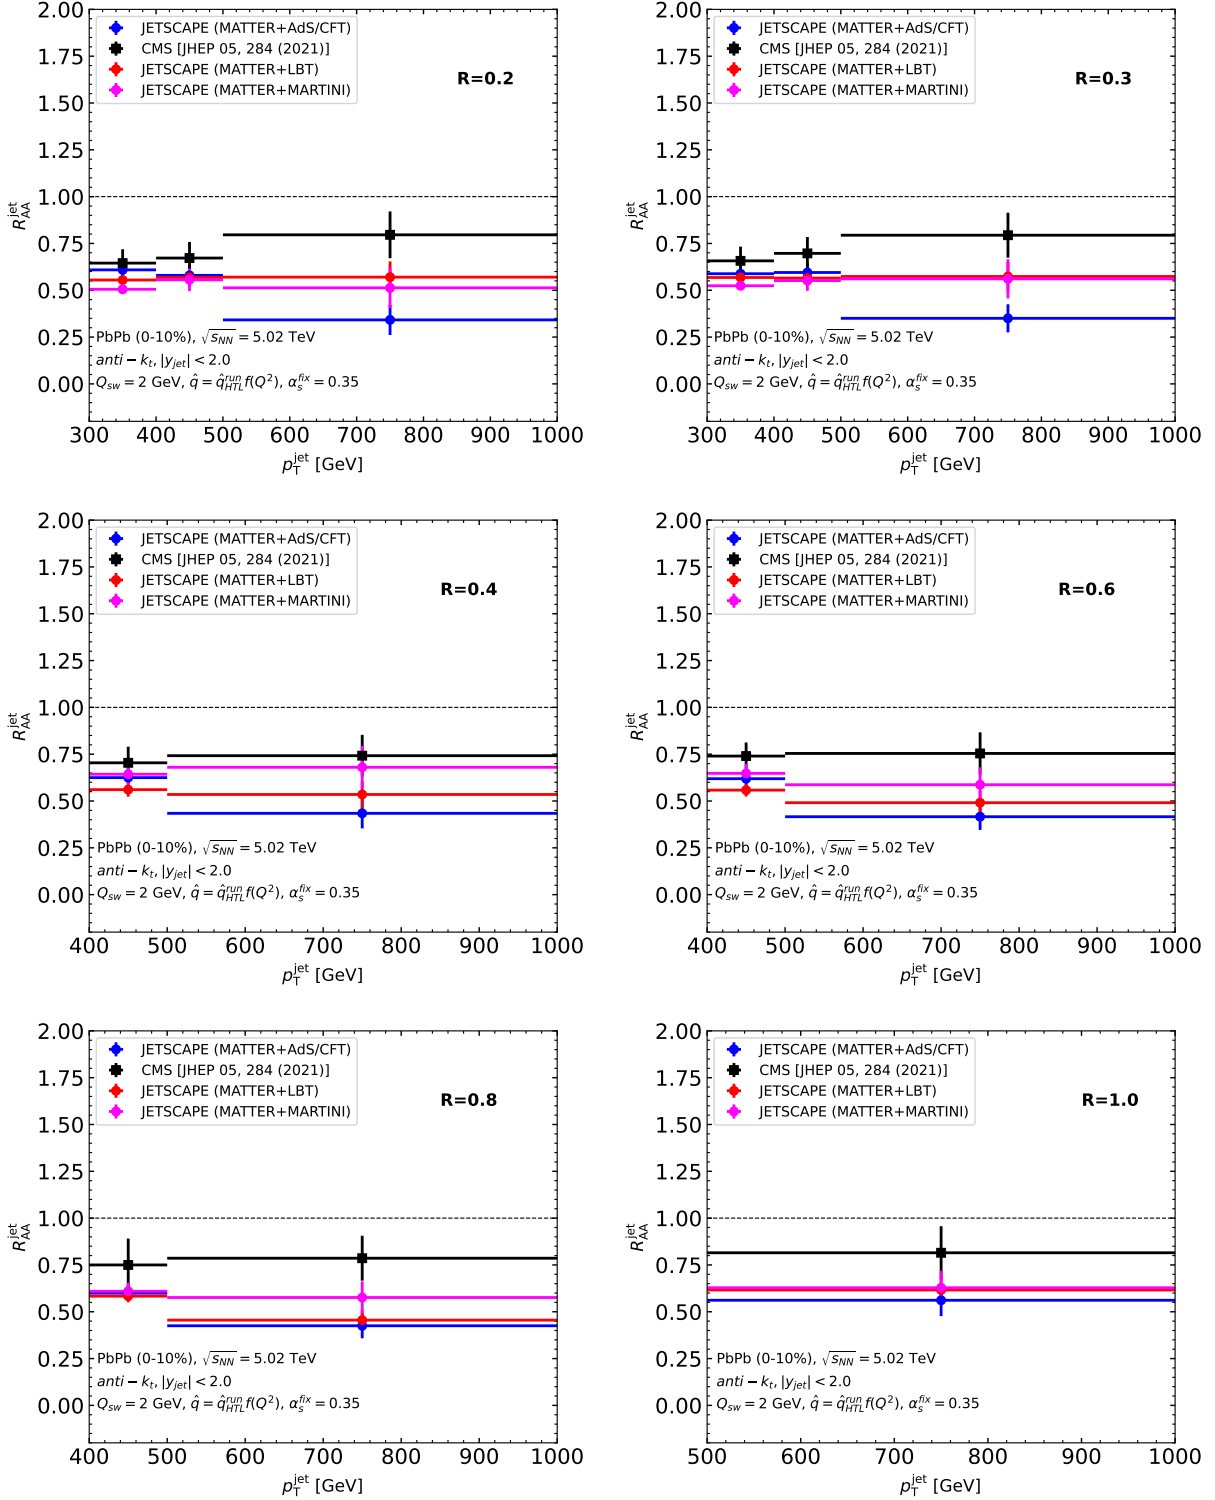 JETSCAPE (MATTER+AdS/CFT)
CMS [JHEP 05, 284 (2021)]
JETSCAPE (MATTER+LBT)
JETSCAPE (MATTER+MARTINI)
R=0.2
2.00
1.75
1.50
1.25
1.00
0.75
0.50
0.25
0.00
R_AA^jet
PbPb (0-10%), √s_NN = 5.02 TeV
anti − k_t, |y_jet| < 2.0
Q_sw = 2 GeV, q̂ = q̂_HTL^run f(Q²), α_s^fix = 0.35
300 400 500 600 700 800 900 1000
p_T^jet [GeV]
JETSCAPE (MATTER+AdS/CFT)
CMS [JHEP 05, 284 (2021)]
JETSCAPE (MATTER+LBT)
JETSCAPE (MATTER+MARTINI)
R=0.3
2.00
1.75
1.50
1.25
1.00
0.75
0.50
0.25
0.00
R_AA^jet
PbPb (0-10%), √s_NN = 5.02 TeV
anti − k_t, |y_jet| < 2.0
Q_sw = 2 GeV, q̂ = q̂_HTL^run f(Q²), α_s^fix = 0.35
300 400 500 600 700 800 900 1000
p_T^jet [GeV]
JETSCAPE (MATTER+AdS/CFT)
CMS [JHEP 05, 284 (2021)]
JETSCAPE (MATTER+LBT)
JETSCAPE (MATTER+MARTINI)
R=0.4
2.00
1.75
1.50
1.25
1.00
0.75
0.50
0.25
0.00
R_AA^jet
PbPb (0-10%), √s_NN = 5.02 TeV
anti − k_t, |y_jet| < 2.0
Q_sw = 2 GeV, q̂ = q̂_HTL^run f(Q²), α_s^fix = 0.35
400 500 600 700 800 900 1000
p_T^jet [GeV]
JETSCAPE (MATTER+AdS/CFT)
CMS [JHEP 05, 284 (2021)]
JETSCAPE (MATTER+LBT)
JETSCAPE (MATTER+MARTINI)
R=0.6
2.00
1.75
1.50
1.25
1.00
0.75
0.50
0.25
0.00
R_AA^jet
PbPb (0-10%), √s_NN = 5.02 TeV
anti − k_t, |y_jet| < 2.0
Q_sw = 2 GeV, q̂ = q̂_HTL^run f(Q²), α_s^fix = 0.35
400 500 600 700 800 900 1000
p_T^jet [GeV]
JETSCAPE (MATTER+AdS/CFT)
CMS [JHEP 05, 284 (2021)]
JETSCAPE (MATTER+LBT)
JETSCAPE (MATTER+MARTINI)
R=0.8
2.00
1.75
1.50
1.25
1.00
0.75
0.50
0.25
0.00
R_AA^jet
PbPb (0-10%), √s_NN = 5.02 TeV
anti − k_t, |y_jet| < 2.0
Q_sw = 2 GeV, q̂ = q̂_HTL^run f(Q²), α_s^fix = 0.35
400 500 600 700 800 900 1000
p_T^jet [GeV]
JETSCAPE (MATTER+AdS/CFT)
CMS [JHEP 05, 284 (2021)]
JETSCAPE (MATTER+LBT)
JETSCAPE (MATTER+MARTINI)
R=1.0
2.00
1.75
1.50
1.25
1.00
0.75
0.50
0.25
0.00
R_AA^jet
PbPb (0-10%), √s_NN = 5.02 TeV
anti − k_t, |y_jet| < 2.0
Q_sw = 2 GeV, q̂ = q̂_HTL^run f(Q²), α_s^fix = 0.35
500 600 700 800 900 1000
p_T^jet [GeV]